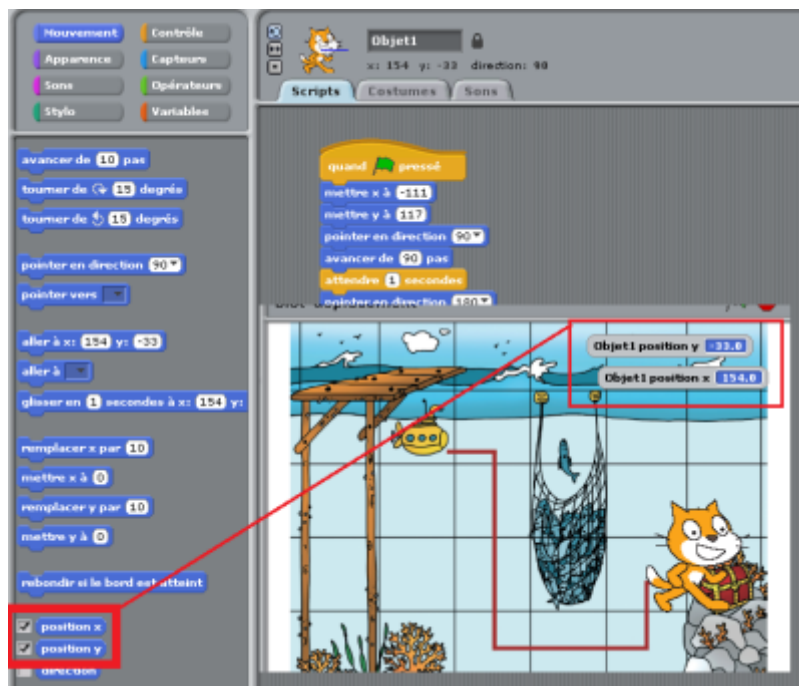 Mouvement Contrôle
Apparence Capteurs
Sons Opérateurs
Stylo Variables
Objet1
x: 154 y: -33 direction: 90
Scripts Costumes Sons
avancer de 10 pas
tourner de 15 degrés
tourner de 15 degrés
pointer en direction 90
pointer vers
aller à x: 154 y: -33
aller à
glisser en 1 secondes à x: 154 y:
remplacer x par 10
mettre x à 0
remplacer y par 10
mettre y à 0
rebondir si le bord est atteint
position x
position y
direction
quand pressé
mettre x à -111
mettre y à 117
pointer en direction 90
avancer de 90 pas
attendre 1 secondes
pointer en direction 180
Objet1 position y -33.0
Objet1 position x 154.0